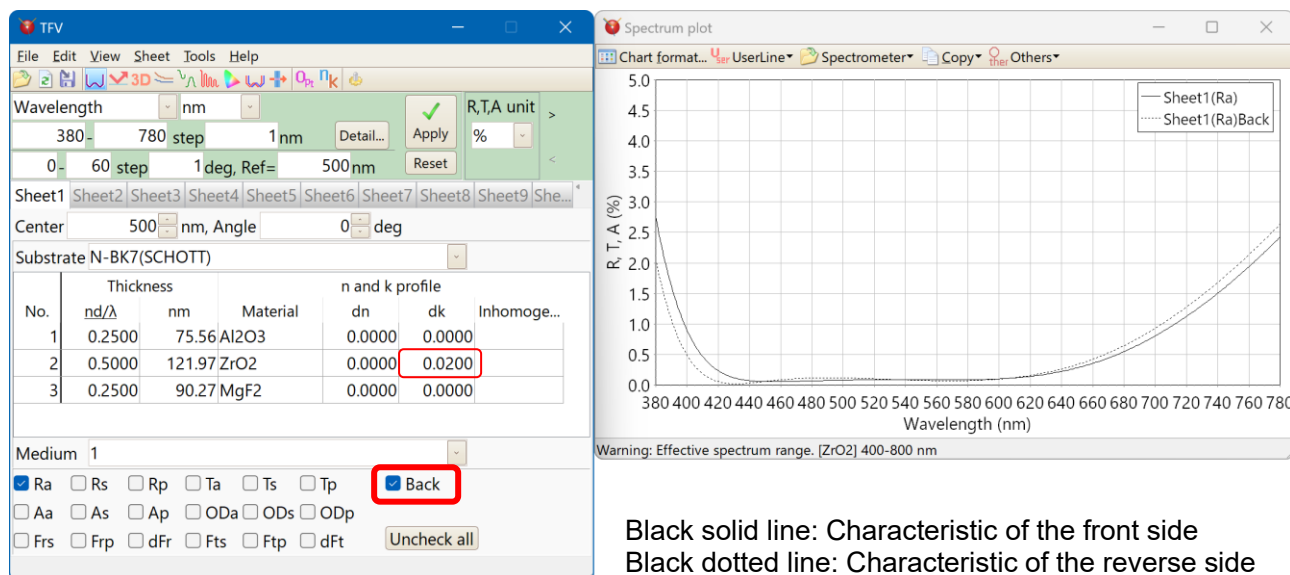 TFV
File Edit View Sheet Tools Help
3D Opt nk
Wavelength nm R,T,A unit >
380 - 780 step 1 nm Detail... Apply %
0 - 60 step 1 deg, Ref= 500 nm Reset <
Sheet1 Sheet2 Sheet3 Sheet4 Sheet5 Sheet6 Sheet7 Sheet8 Sheet9 She...
Center 500 nm, Angle 0 deg
Substrate N-BK7(SCHOTT)
Thickness n and k profile
No. nd/λ nm Material dn dk Inhomoge...
1 0.2500 75.56 Al2O3 0.0000 0.0000
2 0.5000 121.97 ZrO2 0.0000 0.0200
3 0.2500 90.27 MgF2 0.0000 0.0000
Medium 1
Ra Rs Rp Ta Ts Tp Back
Aa As Ap ODa ODs ODp
Frs Frp dFr Fts Ftp dFt Uncheck all
Spectrum plot
Chart format... User UserLine Spectrometer Copy Other Others
Sheet1(Ra)
Sheet1(Ra)Back
R, T, A (%)
5.0
4.5
4.0
3.5
3.0
2.5
2.0
1.5
1.0
0.5
0.0
380 400 420 440 460 480 500 520 540 560 580 600 620 640 660 680 700 720 740 760 780
Wavelength (nm)
Warning: Effective spectrum range. [ZrO2] 400-800 nm
Black solid line: Characteristic of the front side
Black dotted line: Characteristic of the reverse side